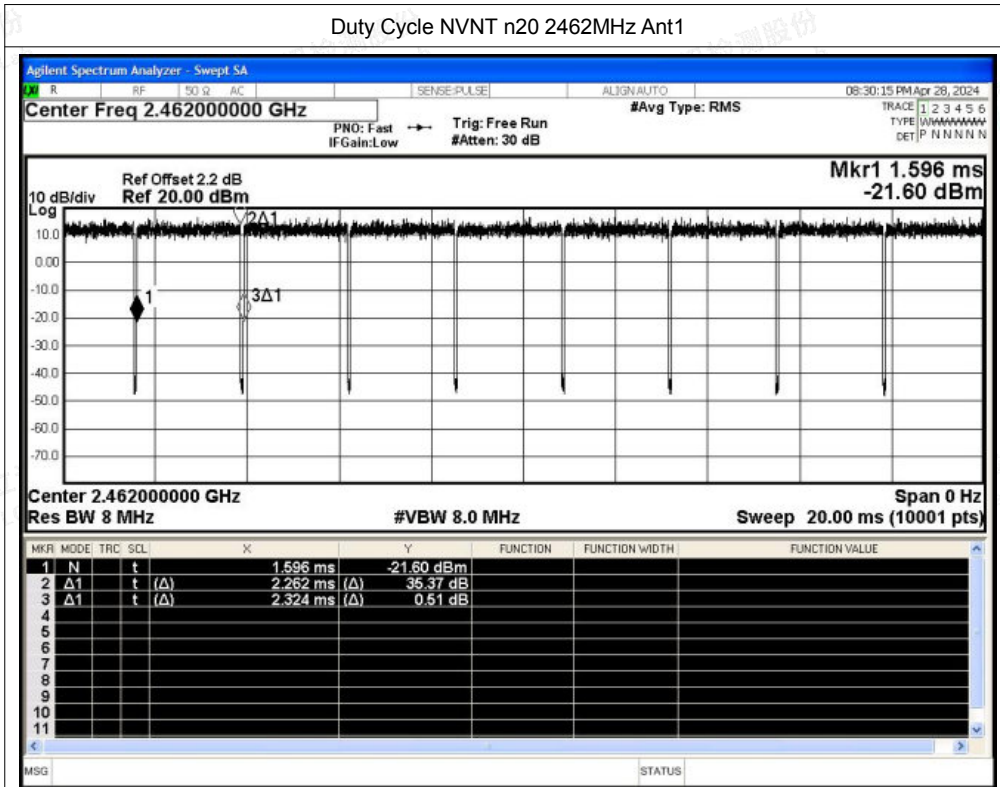 Duty Cycle NVNT n20 2462MHz Ant1
Agilent Spectrum Analyzer - Swept SA
LXI R RF 50 Ω AC SENSE:PULSE ALIGN AUTO 08:30:15 PM Apr 28, 2024
Center Freq 2.462000000 GHz #Avg Type: RMS TRACE 1 2 3 4 5 6
PNO: Fast Trig: Free Run TYPE WWWWWW
IFGain:Low #Atten: 30 dB DET P N N N N N
Mkr1 1.596 ms
Ref Offset 2.2 dB
10 dB/div Ref 20.00 dBm -21.60 dBm
Log
2Δ1
10.0
0.00
-10.0
1 3Δ1
-20.0
-30.0
-40.0
-50.0
-60.0
-70.0
Center 2.462000000 GHz Span 0 Hz
Res BW 8 MHz #VBW 8.0 MHz Sweep 20.00 ms (10001 pts)
MKR MODE TRC SCL X Y FUNCTION FUNCTION WIDTH FUNCTION VALUE
1 N t 1.596 ms -21.60 dBm
2 Δ1 t (Δ) 2.262 ms (Δ) 35.37 dB
3 Δ1 t (Δ) 2.324 ms (Δ) 0.51 dB
4
5
6
7
8
9
10
11
MSG STATUS